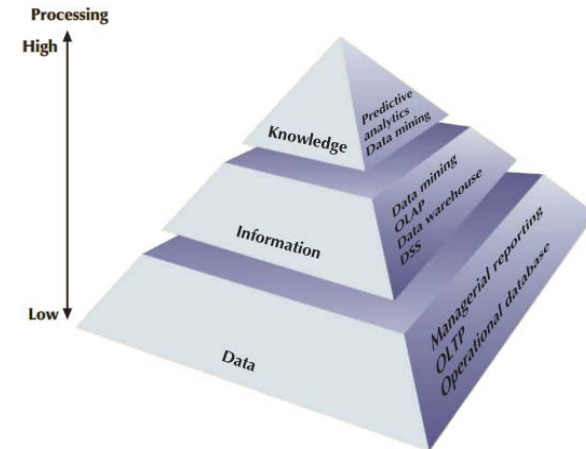 Processing
High
Low
Knowledge
Predictive
analytics
Data mining
Information
Data mining
OLAP
Data warehouse
DSS
Data
Managerial reporting
OLTP
Operational database